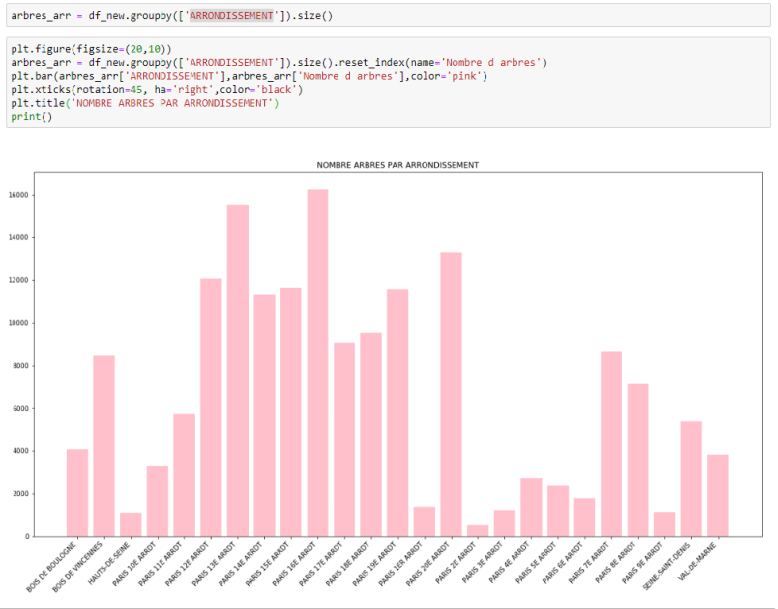 arbres_arr = df_new.groupby(['ARRONDISSEMENT']).size()
plt.figure(figsize=(20,10))
arbres_arr = df_new.groupby(['ARRONDISSEMENT']).size().reset_index(name='Nombre d arbres')
plt.bar(arbres_arr['ARRONDISSEMENT'],arbres_arr['Nombre d arbres'],color='pink')
plt.xticks(rotation=45, ha='right',color='black')
plt.title('NOMBRE ARBRES PAR ARRONDISSEMENT')
print()
NOMBRE ARBRES PAR ARRONDISSEMENT
16000
14000
12000
10000
8000
6000
4000
2000
0
BOIS DE BOULOGNE
BOIS DE VINCENNES
HAUTS-DE-SEINE
PARIS 10E ARRDT
PARIS 11E ARRDT
PARIS 12E ARRDT
PARIS 13E ARRDT
PARIS 14E ARRDT
PARIS 15E ARRDT
PARIS 16E ARRDT
PARIS 17E ARRDT
PARIS 18E ARRDT
PARIS 19E ARRDT
PARIS 1ER ARRDT
PARIS 20E ARRDT
PARIS 2E ARRDT
PARIS 3E ARRDT
PARIS 4E ARRDT
PARIS 5E ARRDT
PARIS 6E ARRDT
PARIS 7E ARRDT
PARIS 8E ARRDT
PARIS 9E ARRDT
SEINE-SAINT-DENIS
VAL-DE-MARNE